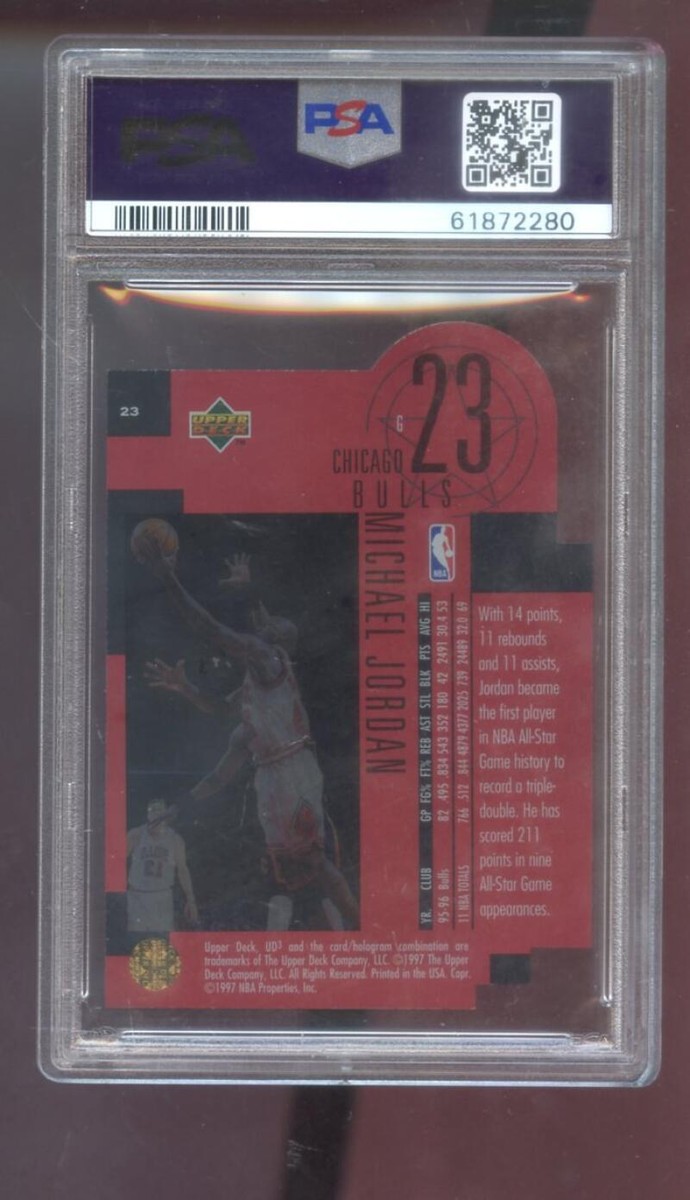 PSA
PSA
61872280
23
UPPER
DECK
23
G
CHICAGO
BULLS
MICHAEL JORDAN
NBA
YR. CLUB GP FG% FT% REB AST STL BLK PTS AVG HI
95-96 Bulls 82 .495 .834 543 352 180 42 2491 30.4 53
11 NBA TOTALS 766 .512 .844 4879 4377 2025 739 24489 32.0 69
With 14 points,
11 rebounds
and 11 assists,
Jordan became
the first player
in NBA All-Star
Game history to
record a triple-
double. He has
scored 211
points in nine
All-Star Game
appearances.
Upper Deck, UD³ and the card/hologram combination are
trademarks of The Upper Deck Company, LLC. ©1997 The Upper
Deck Company, LLC. All Rights Reserved. Printed in the USA. Copr.
©1997 NBA Properties, Inc.